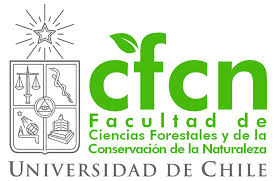 cfcn
Facultad de
Ciencias Forestales y de la
Conservación de la Naturaleza
UNIVERSIDAD DE CHILE